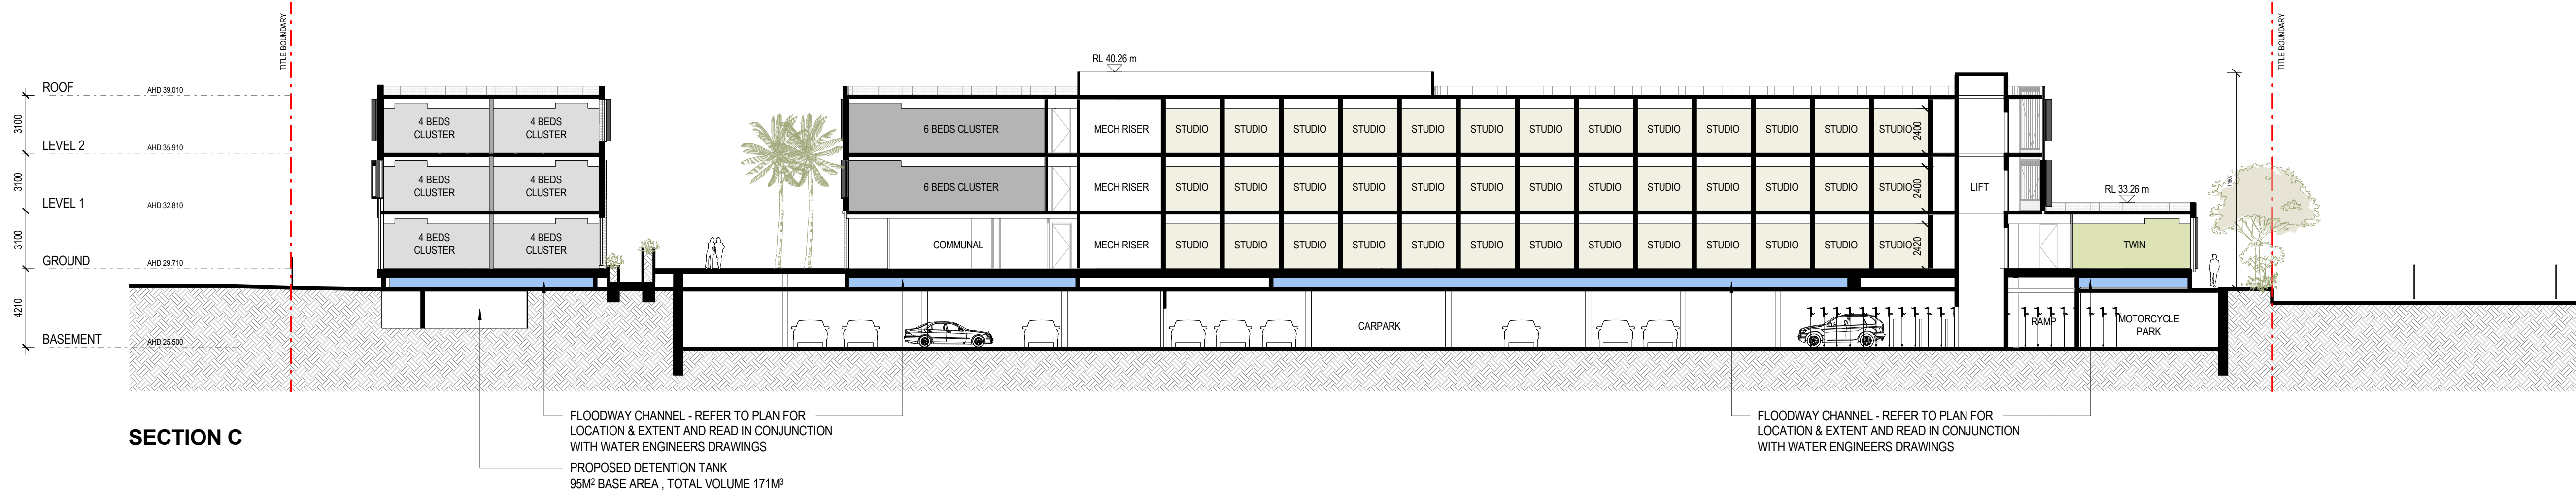 TITLE BOUNDARY
TITLE BOUNDARY
RL 40.26 m
ROOF AHD 39.010
3100
4 BEDS CLUSTER 4 BEDS CLUSTER 6 BEDS CLUSTER MECH RISER STUDIO STUDIO STUDIO STUDIO STUDIO STUDIO STUDIO STUDIO STUDIO STUDIO STUDIO STUDIO STUDIO 2400
LEVEL 2 AHD 35.910
3100
4 BEDS CLUSTER 4 BEDS CLUSTER 6 BEDS CLUSTER MECH RISER STUDIO STUDIO STUDIO STUDIO STUDIO STUDIO STUDIO STUDIO STUDIO STUDIO STUDIO STUDIO STUDIO 2400 LIFT
RL 33.26 m
LEVEL 1 AHD 32.810
3100
4 BEDS CLUSTER 4 BEDS CLUSTER COMMUNAL MECH RISER STUDIO STUDIO STUDIO STUDIO STUDIO STUDIO STUDIO STUDIO STUDIO STUDIO STUDIO STUDIO STUDIO 2420 TWIN
GROUND AHD 29.710
4210
CARPARK RAMP MOTORCYCLE PARK
BASEMENT AHD 25.500
SECTION C
FLOODWAY CHANNEL - REFER TO PLAN FOR
LOCATION & EXTENT AND READ IN CONJUNCTION
WITH WATER ENGINEERS DRAWINGS
PROPOSED DETENTION TANK
95M² BASE AREA , TOTAL VOLUME 171M³
FLOODWAY CHANNEL - REFER TO PLAN FOR
LOCATION & EXTENT AND READ IN CONJUNCTION
WITH WATER ENGINEERS DRAWINGS